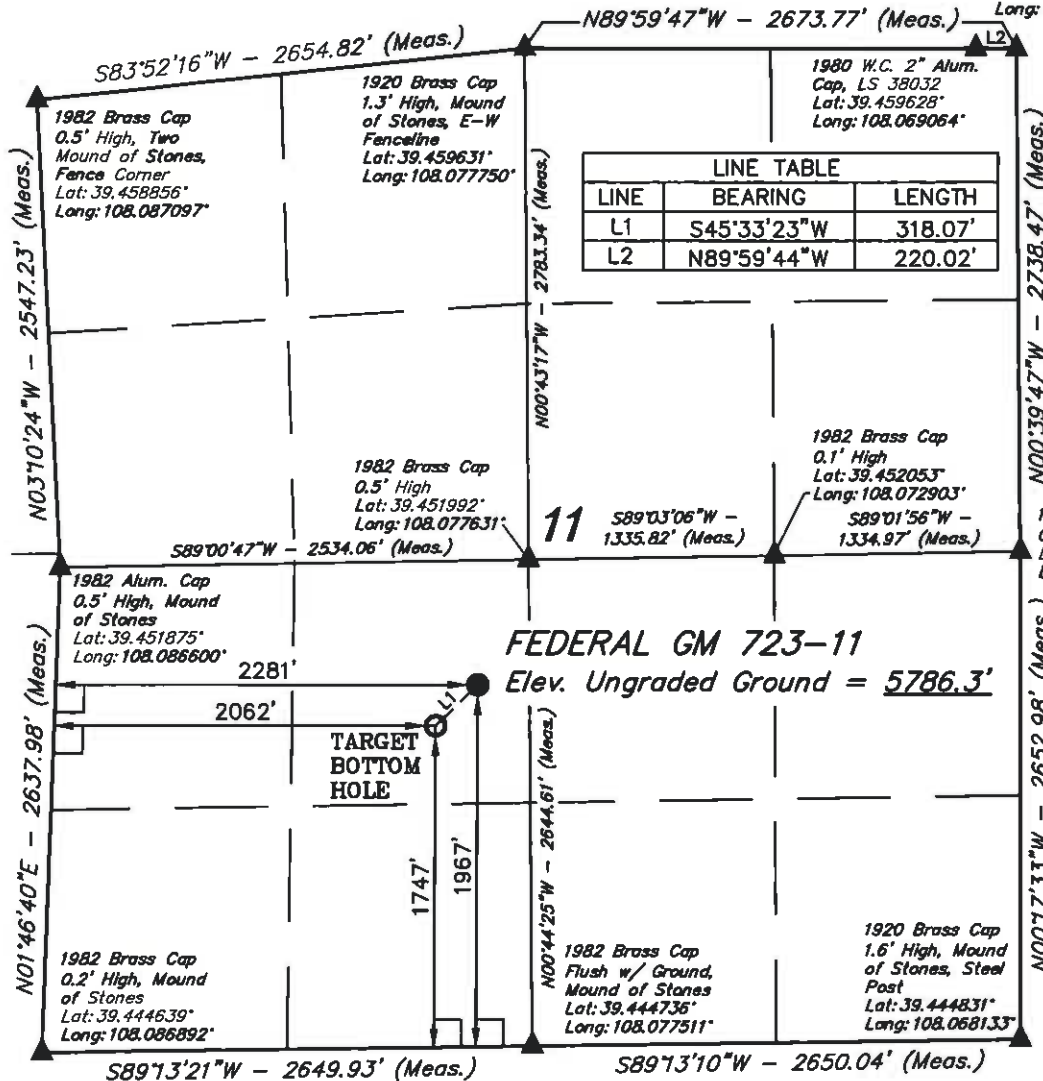 Long:
N89°59'47"W - 2673.77' (Meas.)
L2
S83°52'16"W - 2654.82' (Meas.)
1982 Brass Cap
0.5' High, Two
Mound of Stones,
Fence Corner
Lat: 39.458856°
Long: 108.087097°
1920 Brass Cap
1.3' High, Mound
of Stones, E-W
Fenceline
Lat: 39.459631°
Long: 108.077750°
1980 W.C. 2" Alum.
Cap, LS 38032
Lat: 39.459628°
Long: 108.069064°
LINE TABLE
LINE BEARING LENGTH
L1 S45°33'23"W 318.07'
L2 N89°59'44"W 220.02'
N03°10'24"W - 2547.23' (Meas.)
N00°43'17"W - 2783.34' (Meas.)
N00°39'47"W - 2738.47' (Meas.)
1982 Brass Cap
0.5' High
Lat: 39.451992°
Long: 108.077631°
1982 Brass Cap
0.1' High
Lat: 39.452053°
Long: 108.072903°
11
S89°00'47"W - 2534.06' (Meas.)
S89°03'06"W -
1335.82' (Meas.)
S89°01'56"W -
1334.97' (Meas.)
1982 Alum. Cap
0.5' High, Mound
of Stones
Lat: 39.451875°
Long: 108.086600°
FEDERAL GM 723-11
Elev. Ungraded Ground = 5786.3'
2281'
L1
2062'
TARGET
BOTTOM
HOLE
1747'
1967'
N01°46'40"E - 2637.98' (Meas.)
N00°44'25"W - 2644.61' (Meas.)
N00°17'33"W - 2652.98' (Meas.)
1982 Brass Cap
0.2' High, Mound
of Stones
Lat: 39.444639°
Long: 108.086892°
1982 Brass Cap
Flush w/ Ground,
Mound of Stones
Lat: 39.444736°
Long: 108.077511°
1920 Brass Cap
1.6' High, Mound
of Stones, Steel
Post
Lat: 39.444831°
Long: 108.068133°
S89°13'21"W - 2649.93' (Meas.)
S89°13'10"W - 2650.04' (Meas.)